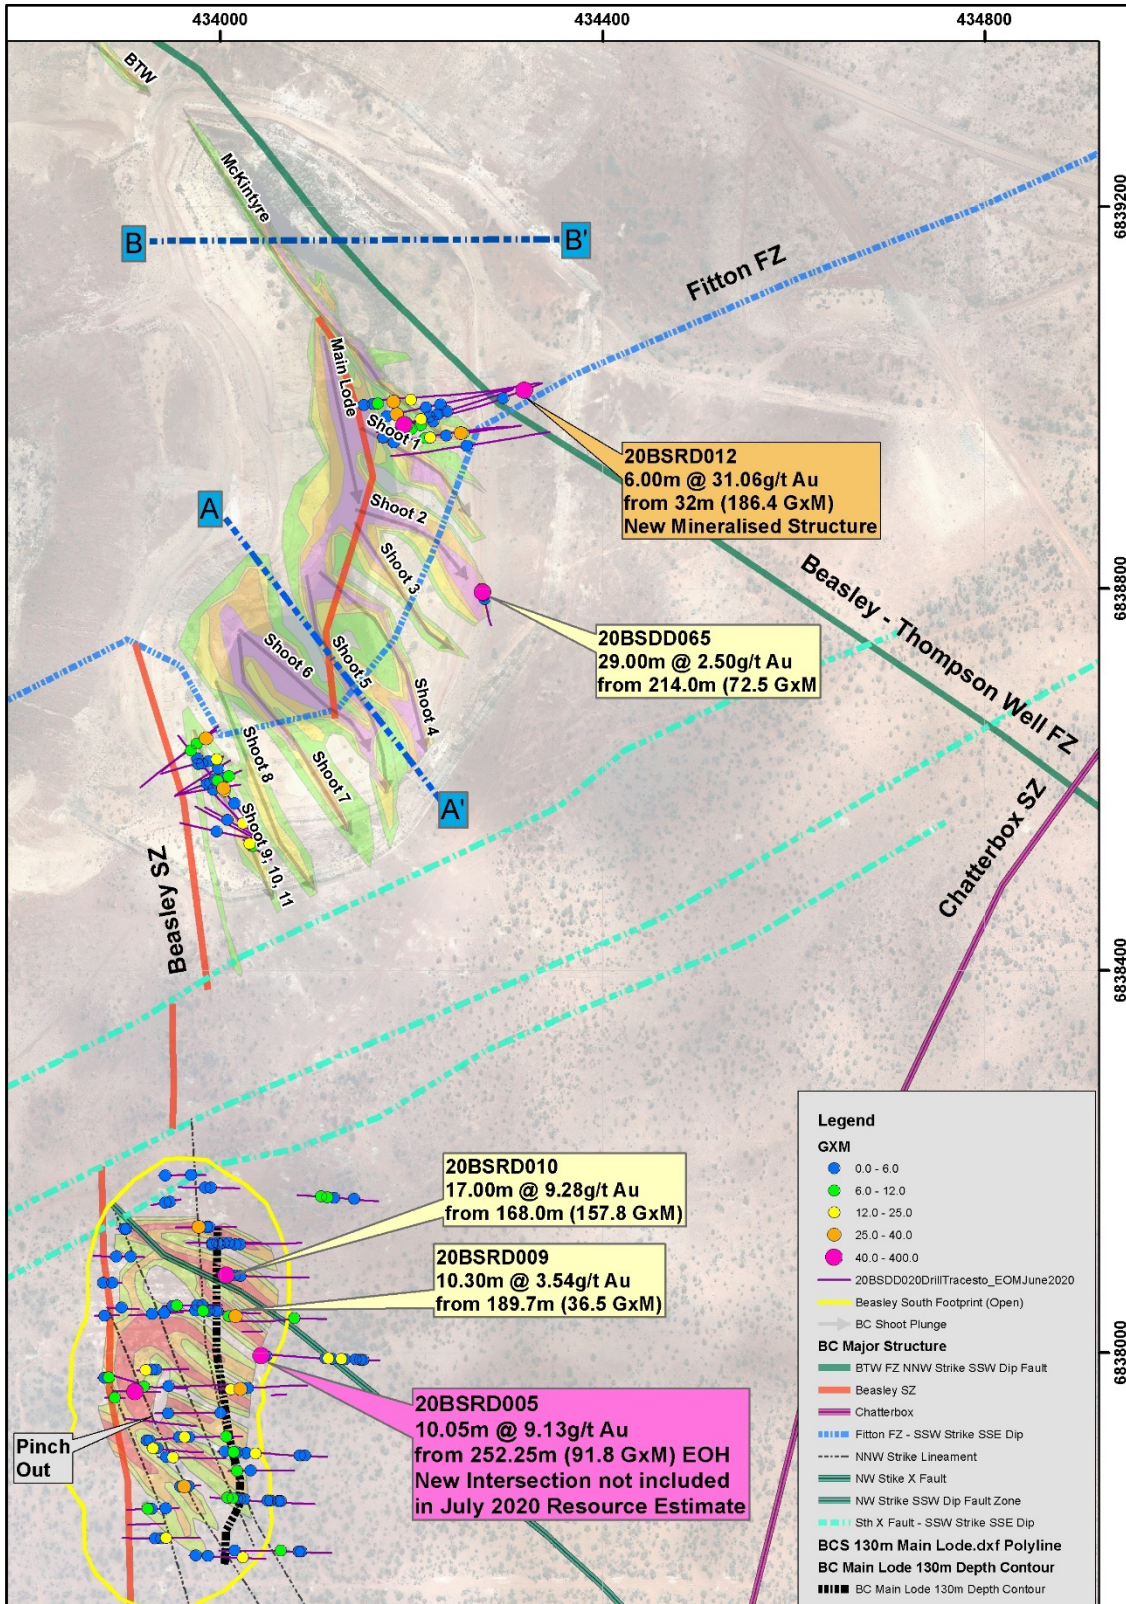 434000
434400
434800
BTW
McKintyre
6839200
B
B'
Fitton FZ
Main Lode
Shoot 1
20BSRD012
6.00m @ 31.06g/t Au
from 32m (186.4 GxM)
New Mineralised Structure
A
Shoot 2
Shoot 3
6838800
Beasley - Thompson Well FZ
20BSDD065
29.00m @ 2.50g/t Au
from 214.0m (72.5 GxM
Shoot 6
Shoot 5
Shoot 4
Shoot 8
Shoot 7
A'
Shoot 9, 10, 11
Beasley SZ
Chatterbox SZ
6838400
20BSRD010
17.00m @ 9.28g/t Au
from 168.0m (157.8 GxM)
20BSRD009
10.30m @ 3.54g/t Au
from 189.7m (36.5 GxM)
6838000
20BSRD005
10.05m @ 9.13g/t Au
from 252.25m (91.8 GxM) EOH
New Intersection not included
in July 2020 Resource Estimate
Pinch
Out
Legend
GXM
0.0 - 6.0
6.0 - 12.0
12.0 - 25.0
25.0 - 40.0
40.0 - 400.0
20BSDD020DrillTracesto_EOMJune2020
Beasley South Footprint (Open)
BC Shoot Plunge
BC Major Structure
BTW FZ NNW Strike SSW Dip Fault
Beasley SZ
Chatterbox
Fitton FZ - SSW Strike SSE Dip
NNW Strike Lineament
NW Stike X Fault
NW Strike SSW Dip Fault Zone
Sth X Fault - SSW Strike SSE Dip
BCS 130m Main Lode.dxf Polyline
BC Main Lode 130m Depth Contour
BC Main Lode 130m Depth Contour